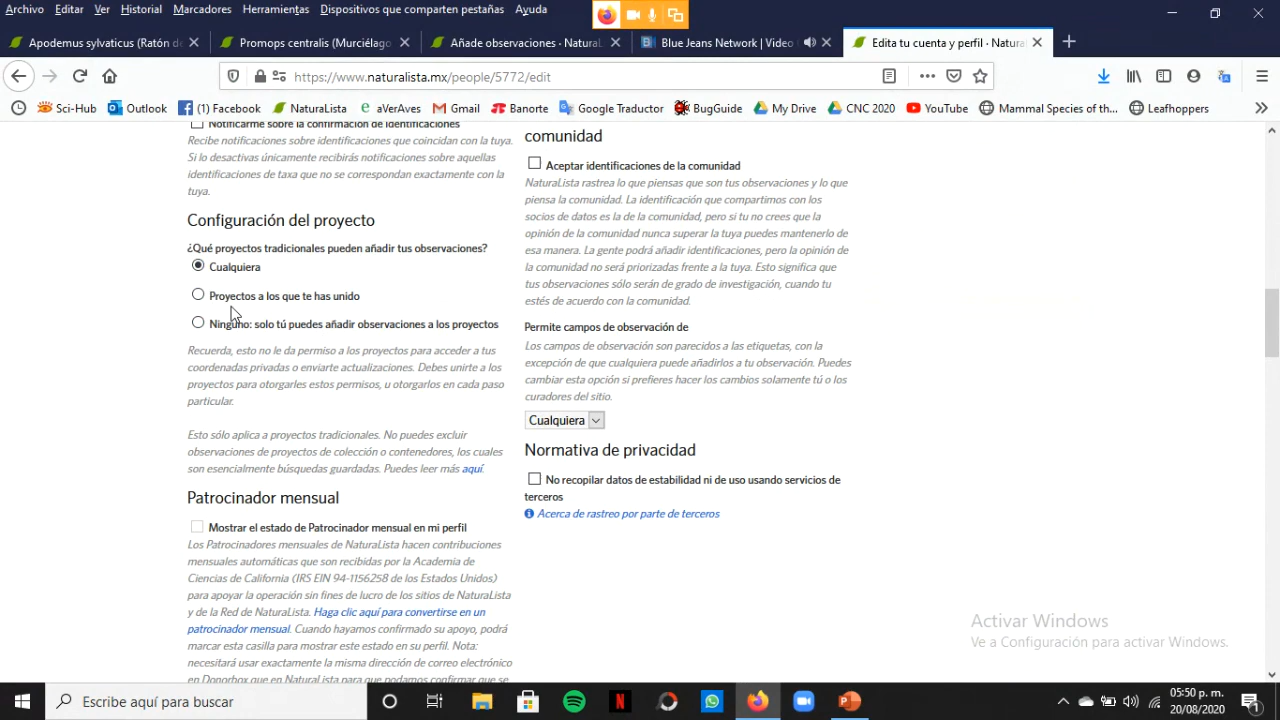 Archivo Editar Ver Historial Marcadores Herramientas Dispositivos que comparten pestañas Ayuda
Apodemus sylvaticus (Ratón de
Promops centrali (Murciélago
Añade observaciones · Natural.
Blue Jeans Network | Video
Edita tu cuenta y perfil · Natura
https://www.naturalista.mx/people/5772/edit
Sci-Hub Outlook (1) Facebook NaturaLista aVerAves Gmail Banorte Google Traductor BugGuide My Drive CNC 2020 YouTube Mammal Species of th... Leafhoppers
Notificarme sobre la confirmación de identificaciones
Recibe notificaciones sobre identificaciones que coincidan con la tuya.
Si lo desactivas únicamente recibirás notificaciones sobre aquellas
identificaciones de taxa que no se correspondan exactamente con la
tuya.
Configuración del proyecto
¿Qué proyectos tradicionales pueden añadir tus observaciones?
Cualquiera
Proyectos a los que te has unido
Ninguno: solo tú puedes añadir observaciones a los proyectos
Recuerda, esto no le da permiso a los proyectos para acceder a tus
coordenadas privadas o enviarte actualizaciones. Debes unirte a los
proyectos para otorgarles estos permisos, u otorgarlos en cada paso
particular.
Esto sólo aplica a proyectos tradicionales. No puedes excluir
observaciones de proyectos de colección o contenedores, los cuales
son esencialmente búsquedas guardadas. Puedes leer más aquí.
Patrocinador mensual
Mostrar el estado de Patrocinador mensual en mi perfil
Los Patrocinadores mensuales de NaturaLista hacen contribuciones
mensuales automáticas que son recibidas por la Academia de
Ciencias de California (IRS EIN 94-1156258 de los Estados Unidos)
para apoyar la operación sin fines de lucro de los sitios de NaturaLista
y de la Red de NaturaLista. Haga clic aquí para convertirse en un
patrocinador mensual. Cuando hayamos confirmado su apoyo, podrá
marcar esta casilla para mostrar este estado en su perfil. Nota:
necesitará usar exactamente la misma dirección de correo electrónico
en Donorbox que en NaturaLista para que podamos confirmar que se
comunidad
Aceptar identificaciones de la comunidad
NaturaLista rastrea lo que piensas que son tus observaciones y lo que
piensa la comunidad. La identificación que compartimos con los
socios de datos es la de la comunidad, pero si tu no crees que la
opinión de la comunidad nunca superar la tuya puedes mantenerlo de
esa manera. La gente podrá añadir identificaciones, pero la opinión de
la comunidad no será priorizadas frente a la tuya. Esto significa que
tus observaciones sólo serán de grado de investigación, cuando tu
estés de acuerdo con la comunidad.
Permite campos de observación de
Los campos de observación son parecidos a las etiquetas, con la
excepción de que cualquiera puede añadirlos a tu observación. Puedes
cambiar esta opción si prefieres hacer los cambios solamente tú o los
curadores del sitio.
Cualquiera
Normativa de privacidad
No recopilar datos de estabilidad ni de uso usando servicios de
terceros
Acerca de rastreo por parte de terceros
Activar Windows
Ve a Configuración para activar Windows.
Escribe aquí para buscar
05:50 p. m.
20/08/2020
1